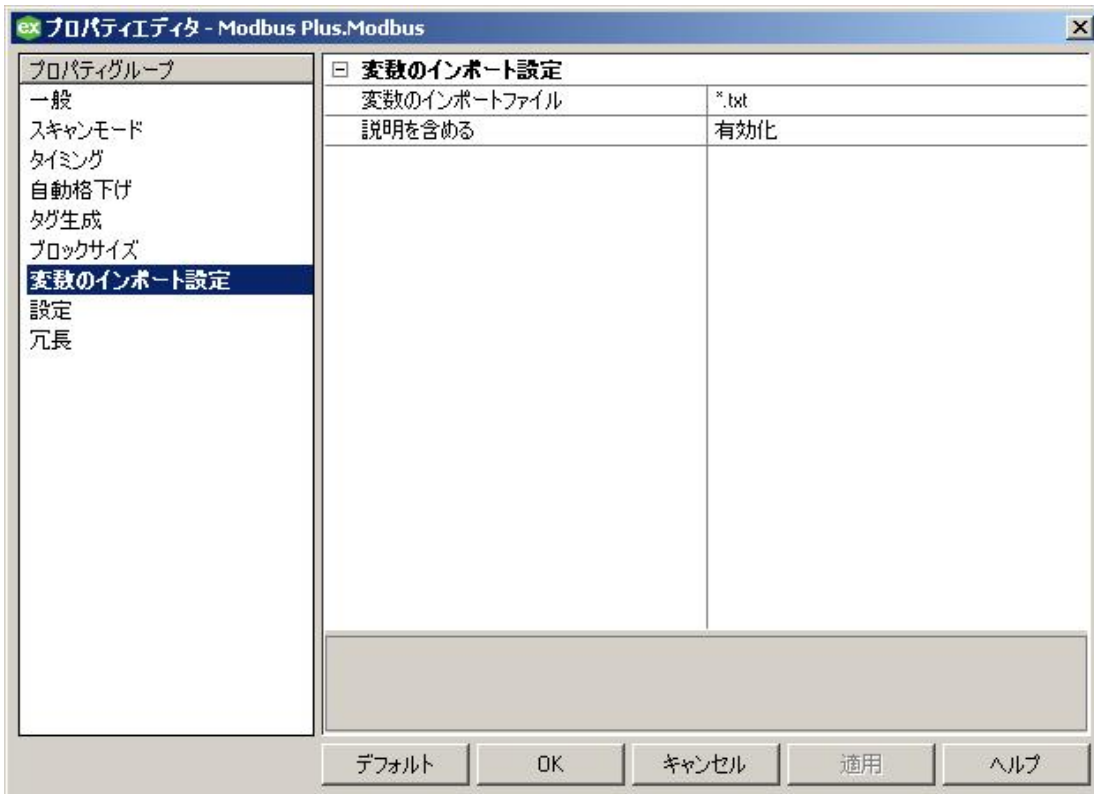 ex プロパティエディタ - Modbus Plus.Modbus
プロパティグループ
一般
スキャンモード
タイミング
自動格下げ
タグ生成
ブロックサイズ
変数のインポート設定
設定
冗長
変数のインポート設定
変数のインポートファイル *.txt
説明を含める 有効化
デフォルト OK キャンセル 適用 ヘルプ